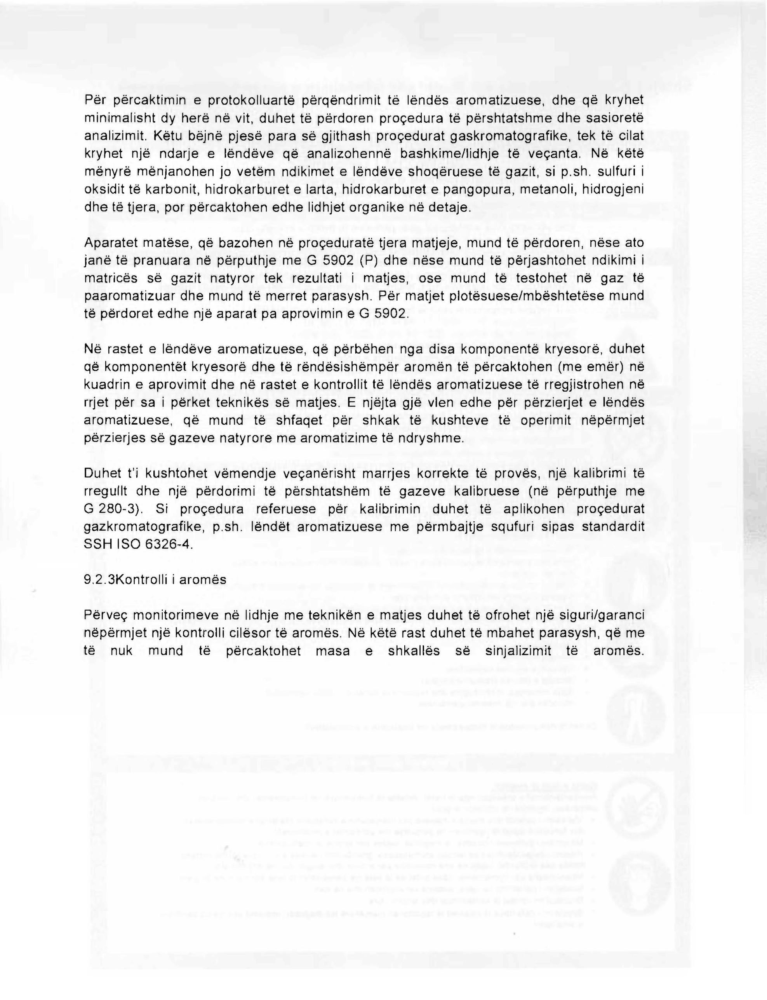 Për përcaktimin e protokolluartë përqëndrimit të lëndës aromatizuese, dhe që kryhet
minimalisht dy herë në vit, duhet të përdoren proçedura të përshtatshme dhe sasioretë
analizimit. Këtu bëjnë pjesë para së gjithash proçedurat gaskromatografike, tek të cilat
kryhet një ndarje e lëndëve që analizohennë bashkime/lidhje të veçanta. Në këtë
mënyrë mënjanohen jo vetëm ndikimet e lëndëve shoqëruese të gazit, si p.sh. sulfuri i
oksidit të karbonit, hidrokarburet e larta, hidrokarburet e pangopura, metanoli, hidrogjeni
dhe të tjera, por përcaktohen edhe lidhjet organike në detaje.
Aparatet matëse, që bazohen në proçeduratë tjera matjeje, mund të përdoren, nëse ato
janë të pranuara në përputhje me G 5902 (P) dhe nëse mund të përjashtohet ndikimi i
matricës së gazit natyror tek rezultati i matjes, ose mund të testohet në gaz të
paaromatizuar dhe mund të merret parasysh. Për matjet plotësuese/mbështetëse mund
të përdoret edhe një aparat pa aprovimin e G 5902.
Në rastet e lëndëve aromatizuese, që përbëhen nga disa komponentë kryesorë, duhet
që komponentët kryesorë dhe të rëndësishëmpër aromën të përcaktohen (me emër) në
kuadrin e aprovimit dhe në rastet e kontrollit të lëndës aromatizuese të rregjistrohen në
rrjet për sa i përket teknikës së matjes. E njëjta gjë vlen edhe për përzierjet e lëndës
aromatizuese, që mund të shfaqet për shkak të kushteve të operimit nëpërmjet
përzierjes së gazeve natyrore me aromatizime të ndryshme.
Duhet t'i kushtohet vëmendje veçanërisht marrjes korrekte të provës, një kalibrimi të
rregullt dhe një përdorimi të përshtatshëm të gazeve kalibruese (në përputhje me
G 280-3). Si proçedura referuese për kalibrimin duhet të aplikohen proçedurat
gazkromatografike, p.sh. lëndët aromatizuese me përmbajtje squfuri sipas standardit
SSH ISO 6326-4.
9.2.3Kontrolli i aromës
Përveç monitorimeve në lidhje me teknikën e matjes duhet të ofrohet një siguri/garanci
nëpërmjet një kontrolli cilësor të aromës. Në këtë rast duhet të mbahet parasysh, që me
të nuk mund të përcaktohet masa e shkallës së sinjalizimit të aromës.